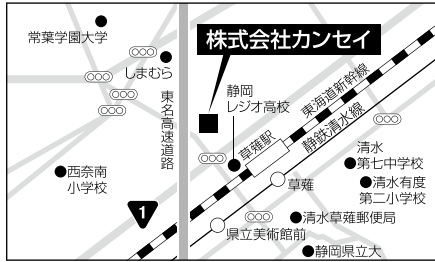 常葉学園大学
株式会社カンセイ
しまむら
東名高速道路
静岡
レジオ高校
東海道新幹線
静鉄清水線
草薙駅
西奈南
小学校
清水
第七中学校
草薙
清水有度
第二小学校
1
清水草薙郵便局
県立美術館前
静岡県立大